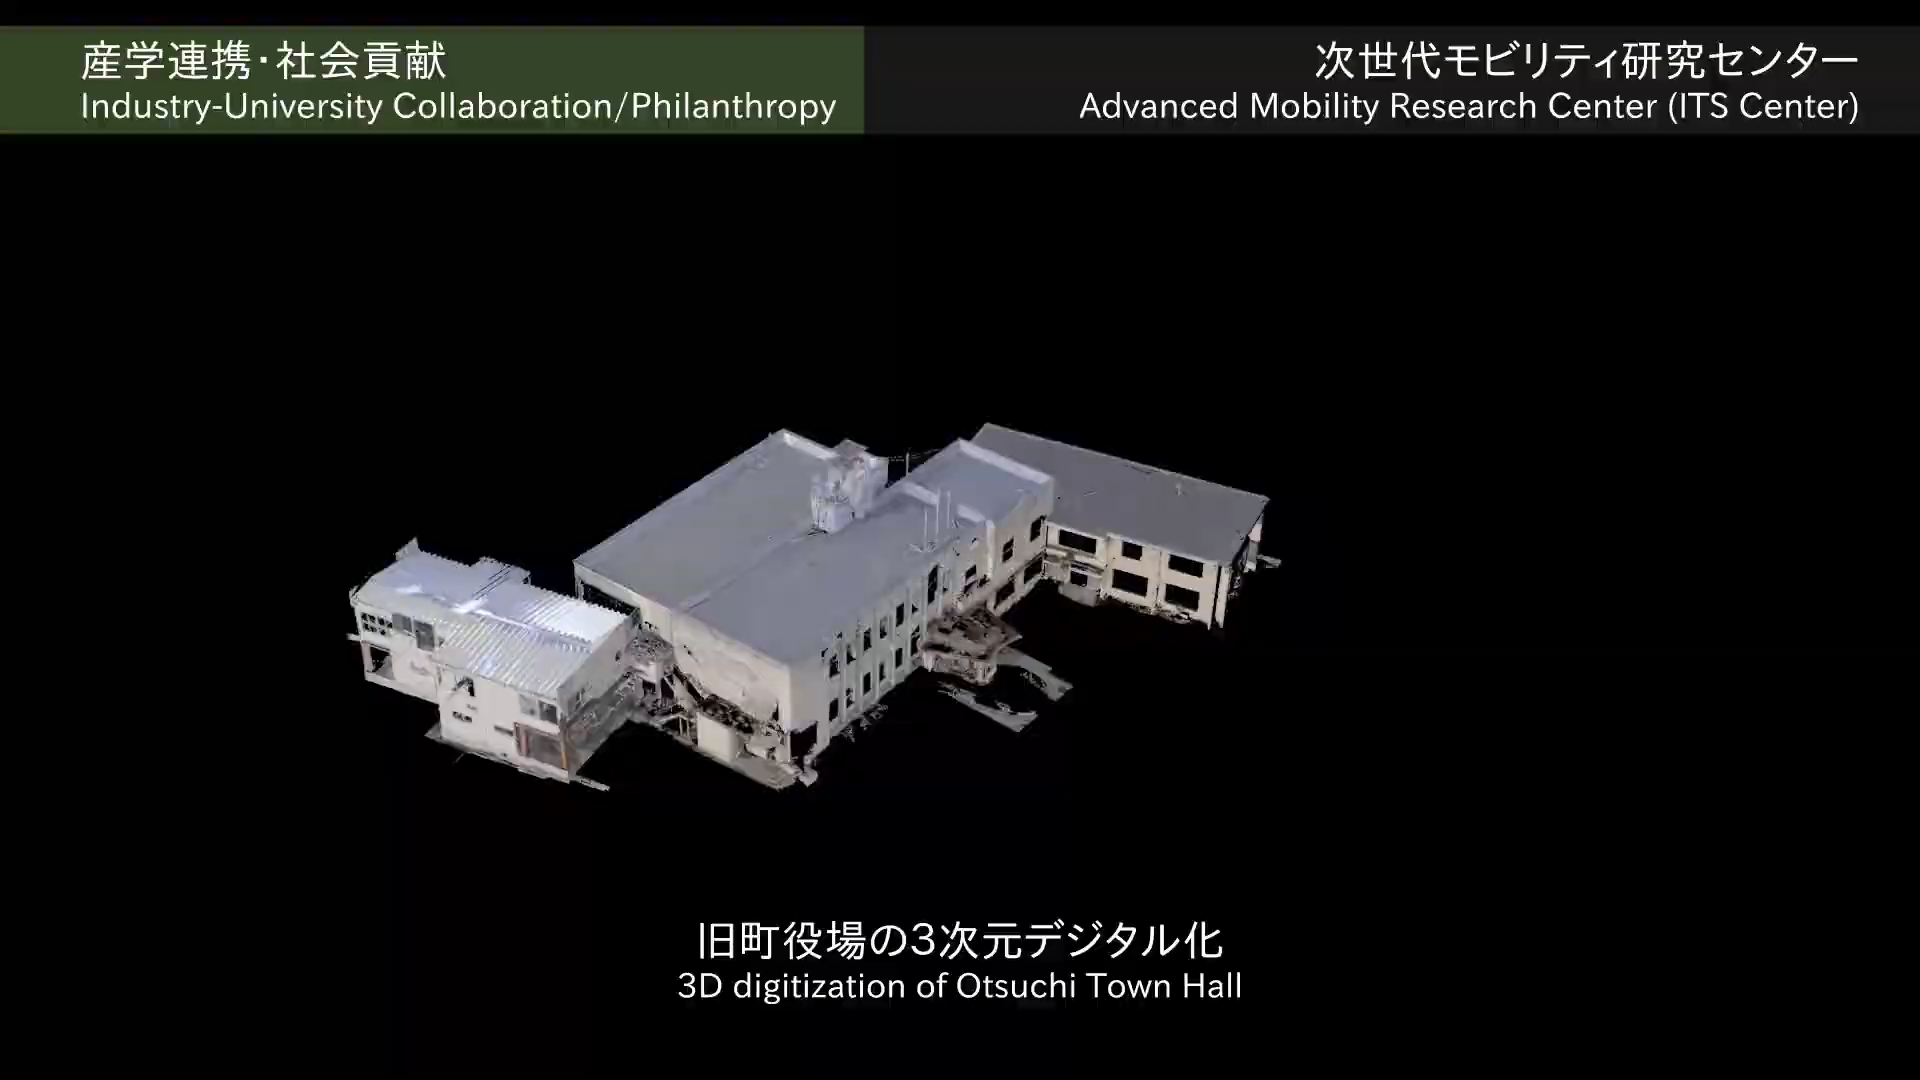 産学連携・社会貢献
Industry-University Collaboration/Philanthropy
次世代モビリティ研究センター
Advanced Mobility Research Center (ITS Center)
旧町役場の3次元デジタル化
3D digitization of Otsuchi Town Hall